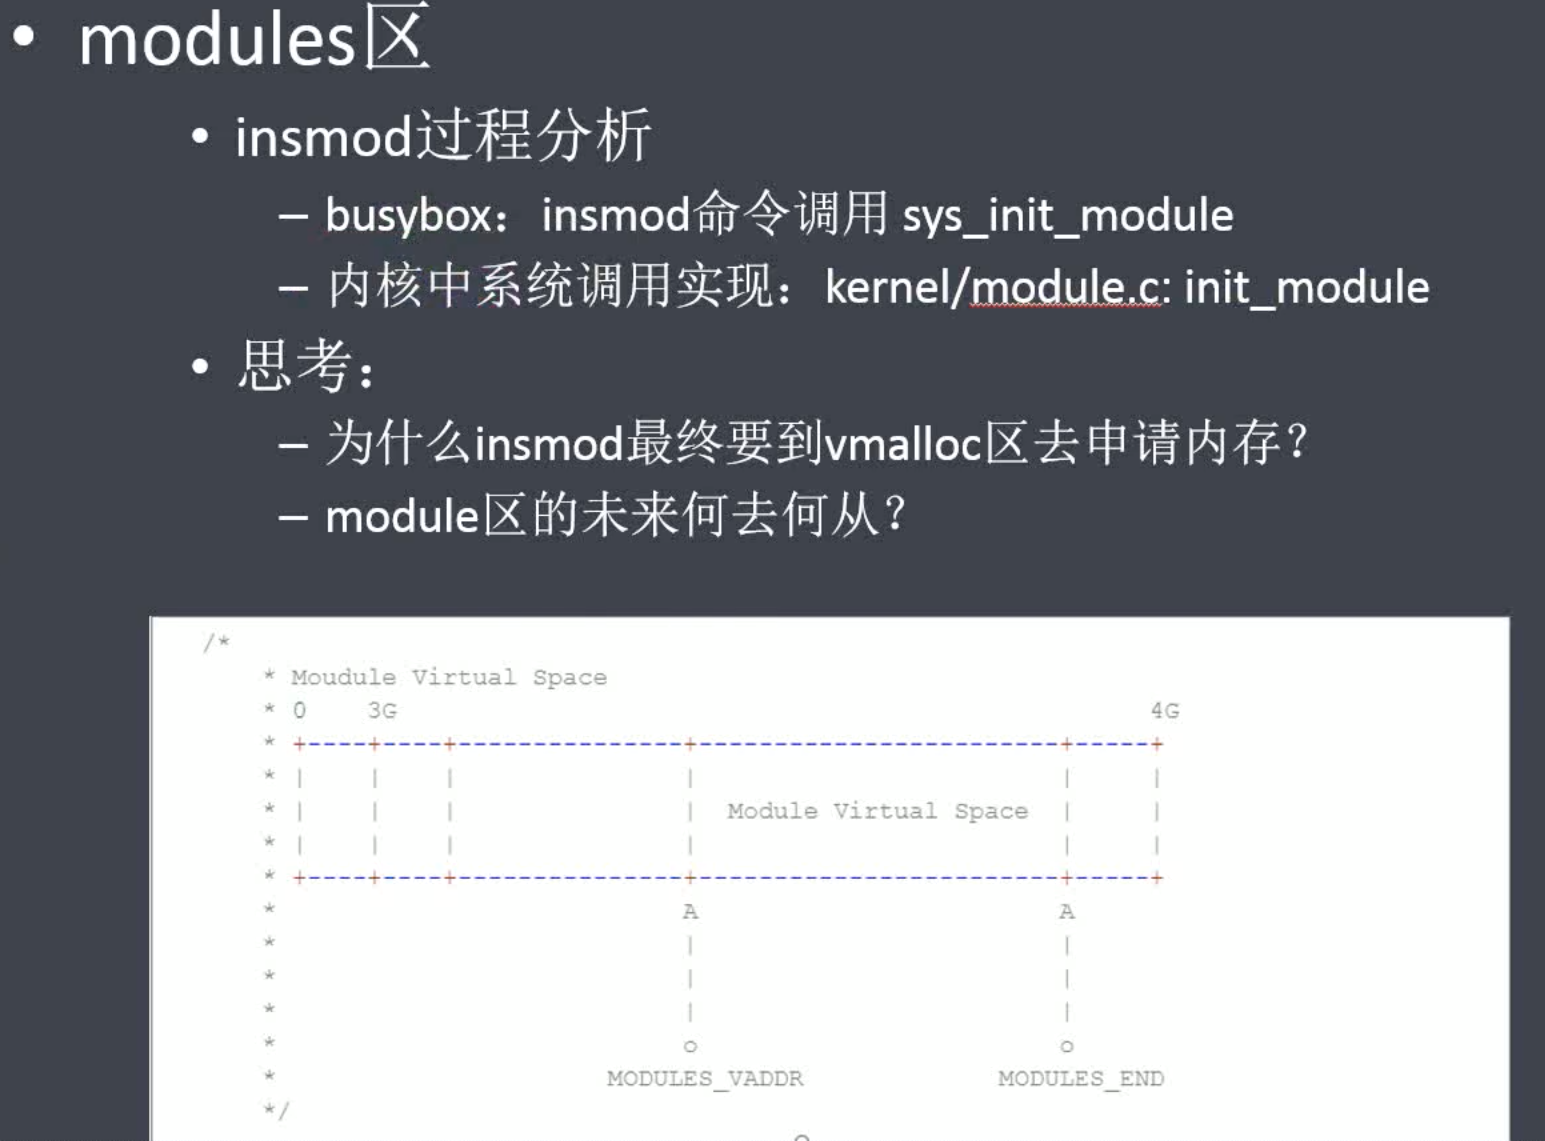 • modules区
• insmod过程分析
– busybox：insmod命令调用 sys_init_module
– 内核中系统调用实现：kernel/module.c: init_module
• 思考：
– 为什么insmod最终要到vmalloc区去申请内存？
– module区的未来何去何从？
/*
* Moudule Virtual Space
* 0 3G 4G
* +----+----+---------------+------------------------+------+
* | | | | | |
* | | | | Module Virtual Space | |
* | | | | | |
* +----+----+---------------+------------------------+------+
* A A
* | |
* | |
* | |
* o o
* MODULES_VADDR MODULES_END
*/